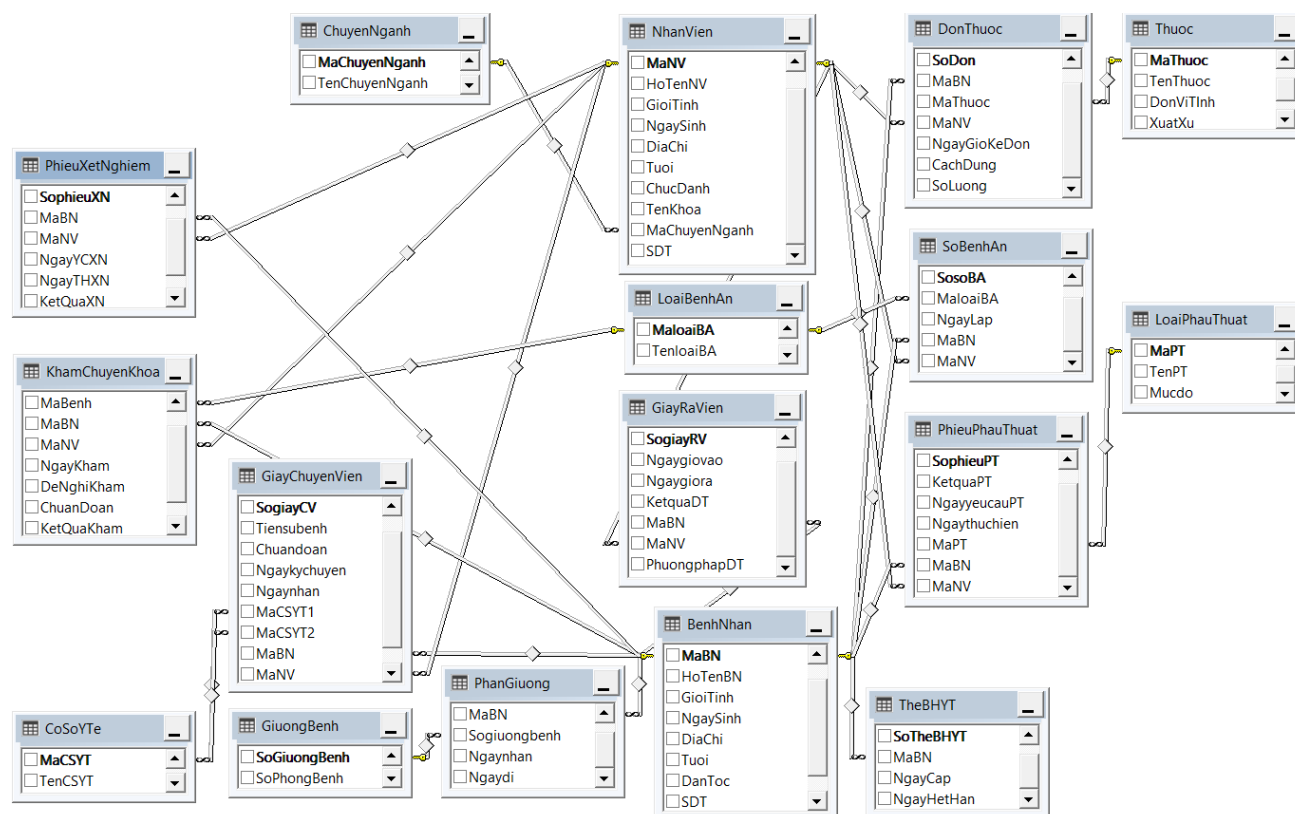 ChuyenNganh
MaChuyenNganh
TenChuyenNganh
NhanVien
MaNV
HoTenNV
GioiTinh
NgaySinh
DiaChi
Tuoi
ChucDanh
TenKhoa
MaChuyenNganh
SDT
DonThuoc
SoDon
MaBN
MaThuoc
MaNV
NgayGioKeDon
CachDung
SoLuong
Thuoc
MaThuoc
TenThuoc
DonViTInh
XuatXu
PhieuXetNghiem
SophieuXN
MaBN
MaNV
NgayYCXN
NgayTHXN
KetQuaXN
LoaiBenhAn
MaloaiBA
TenloaiBA
SoBenhAn
SosoBA
MaloaiBA
NgayLap
MaBN
MaNV
LoaiPhauThuat
MaPT
TenPT
Mucdo
KhamChuyenKhoa
MaBenh
MaBN
MaNV
NgayKham
DeNghiKham
ChuanDoan
KetQuaKham
GiayChuyenVien
SogiayCV
Tiensubenh
Chuandoan
Ngaykychuyen
Ngaynhan
MaCSYT1
MaCSYT2
MaBN
MaNV
GiayRaVien
SogiayRV
Ngaygiovao
Ngaygiora
KetquaDT
MaBN
MaNV
PhuongphapDT
PhieuPhauThuat
SophieuPT
KetquaPT
NgayyeucauPT
Ngaythuchien
MaPT
MaBN
MaNV
CoSoYTe
MaCSYT
TenCSYT
GiuongBenh
SoGiuongBenh
SoPhongBenh
PhanGiuong
MaBN
Sogiuongbenh
Ngaynhan
Ngaydi
BenhNhan
MaBN
HoTenBN
GioiTinh
NgaySinh
DiaChi
Tuoi
DanToc
SDT
TheBHYT
SoTheBHYT
MaBN
NgayCap
NgayHetHan